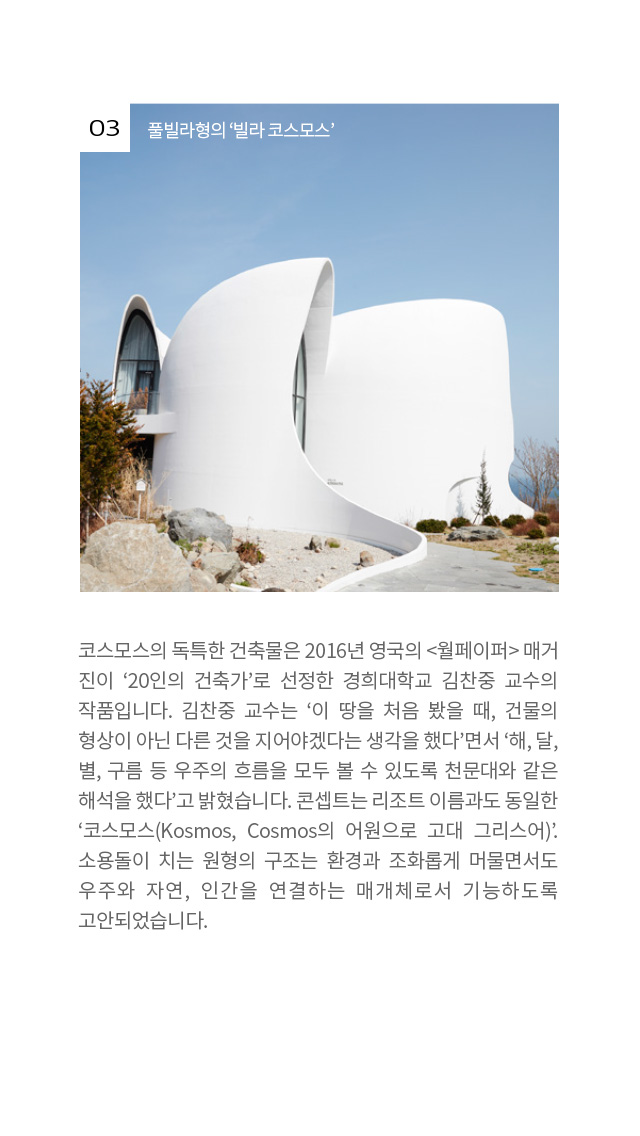 03
풀빌라형의 ‘빌라 코스모스’
코스모스의 독특한 건축물은 2016년 영국의 <월페이퍼> 매거
진이 ‘20인의 건축가’로 선정한 경희대학교 김찬중 교수의
작품입니다. 김찬중 교수는 ‘이 땅을 처음 봤을 때, 건물의
형상이 아닌 다른 것을 지어야겠다는 생각을 했다’면서 ‘해, 달,
별, 구름 등 우주의 흐름을 모두 볼 수 있도록 천문대와 같은
해석을 했다’고 밝혔습니다. 콘셉트는 리조트 이름과도 동일한
‘코스모스(Kosmos, Cosmos의 어원으로 고대 그리스어)’.
소용돌이 치는 원형의 구조는 환경과 조화롭게 머물면서도
우주와 자연, 인간을 연결하는 매개체로서 기능하도록
고안되었습니다.